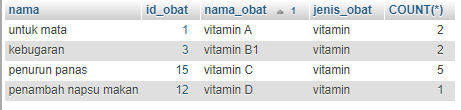 nama id_obat nama_obat 1 jenis_obat COUNT(*)
untuk mata 1 vitamin A vitamin 2
kebugaran 3 vitamin B1 vitamin 2
penurun panas 15 vitamin C vitamin 5
penambah napsu makan 12 vitamin D vitamin 1